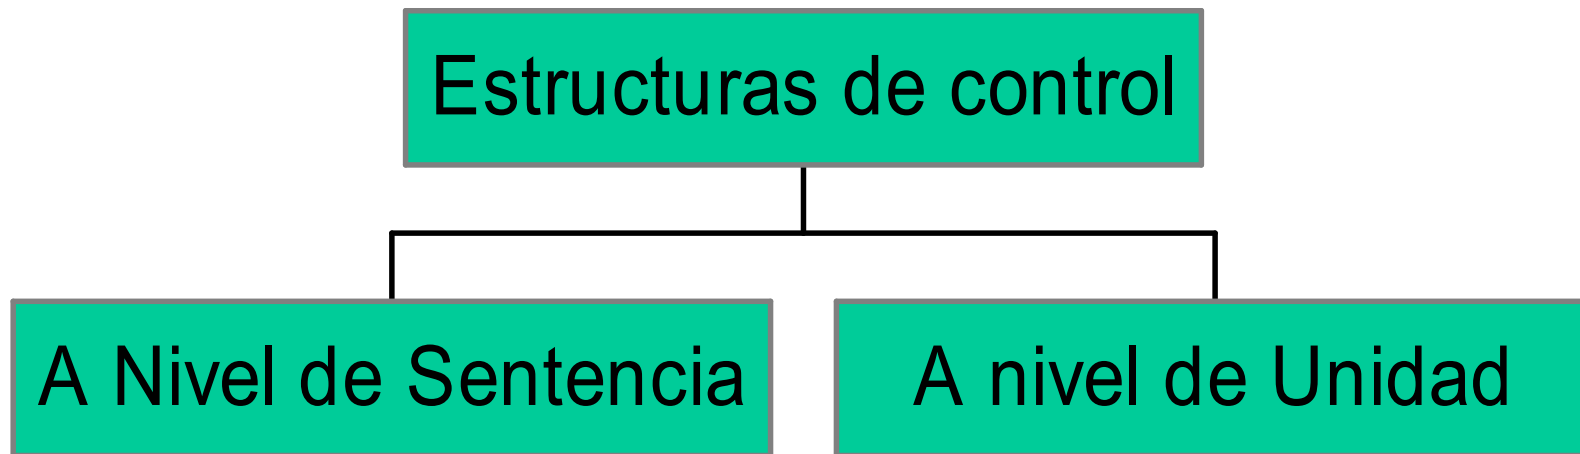 Estructuras de control
A Nivel de Sentencia
A nivel de Unidad